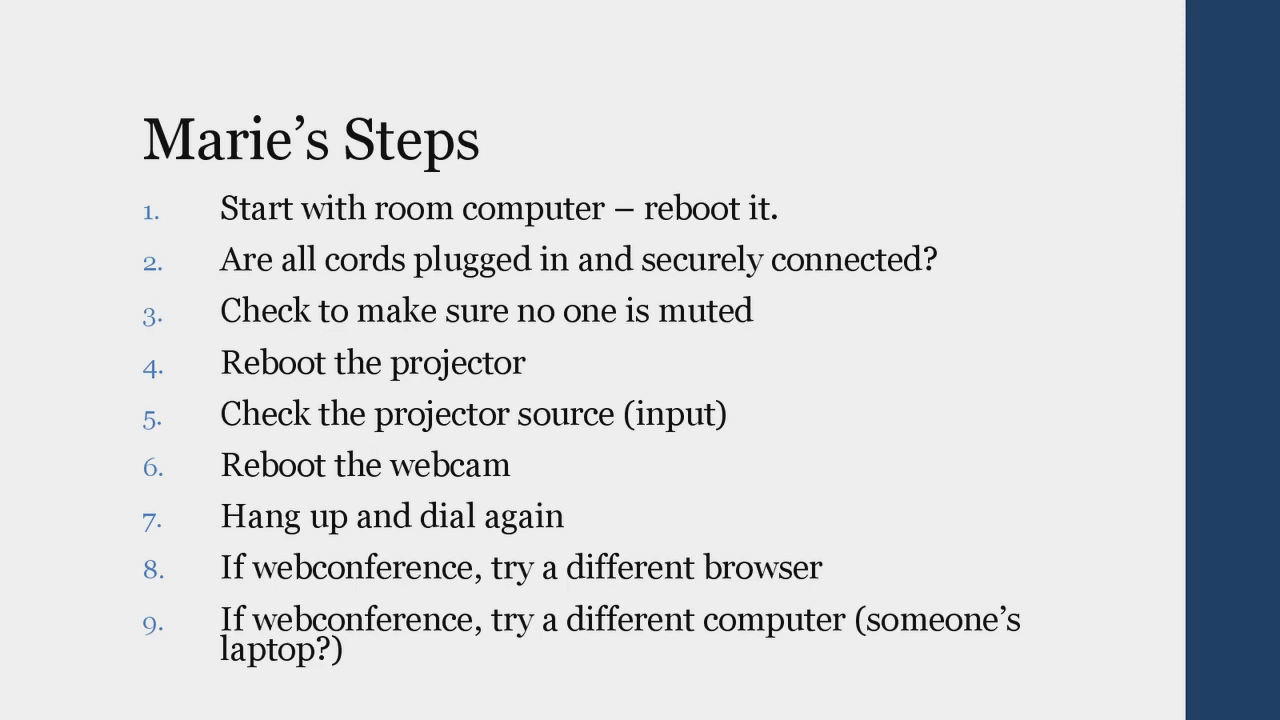 Marie’s Steps
1. Start with room computer – reboot it.
2. Are all cords plugged in and securely connected?
3. Check to make sure no one is muted
4. Reboot the projector
5. Check the projector source (input)
6. Reboot the webcam
7. Hang up and dial again
8. If webconference, try a different browser
9. If webconference, try a different computer (someone’s
laptop?)